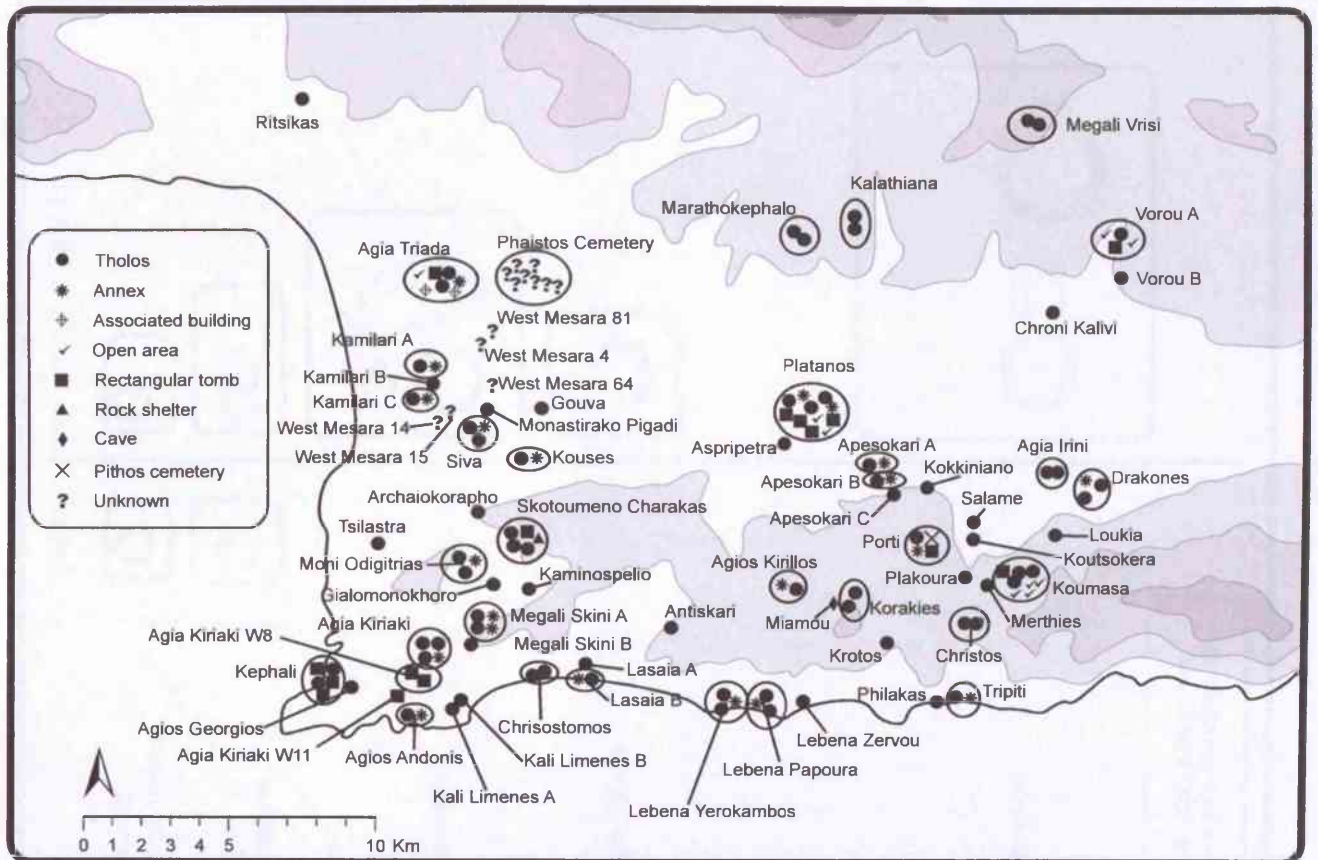 Ritsikas
Megali Vrisi
Kalathiana
Marathokephalo
Vorou A
Agia Triada
Phaistos Cemetery
? ? ? ? ? ? ? ? ?
Vorou B
Tholos
Annex
Associated building
Open area
Rectangular tomb
Rock shelter
Cave
Pithos cemetery
? Unknown
West Mesara 81
Chroni Kalivi
Kamilari A
?
?
West Mesara 4
Platanos
Kamilari B
? West Mesara 64
Kamilari C
Gouva
West Mesara 14
? ?
Monastirako Pigadi
West Mesara 15
Siva
Kouses
Aspripetra
Apesokari A
Agia Irini
Apesokari B
Kokkiniano
Drakones
Archaiokorapho
Skotoumeno Charakas
Salame
Apesokari C
Tsilastra
Porti
Loukia
Moni Odigitrias
Koutsokera
Agios Kirillos
Plakoura
Gialomonokhoro
Kaminospelio
Koumasa
Miamou
Korakies
Merthies
Agia Kiriaki
Megali Skini A
Antiskari
Agia Kiriaki W8
Megali Skini B
Krotos
Christos
Kephali
Lasaia A
Lasaia B
Philakas
Tripiti
Agios Georgios
Chrisostomos
Agia Kiriaki W11
Agios Andonis
Kali Limenes B
Lebena Zervou
Lebena Papoura
Kali Limenes A
Lebena Yerokambos
0 1 2 3 4 5 10 Km